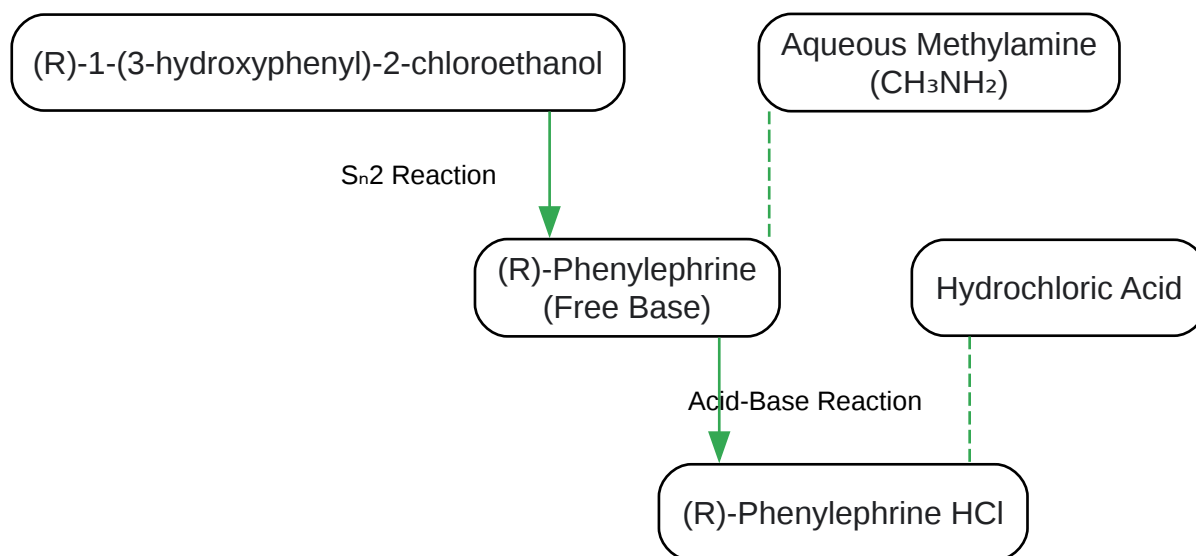 (R)-1-(3-hydroxyphenyl)-2-chloroethanol
Aqueous Methylamine
(CH₃NH₂)
Sₙ2 Reaction
(R)-Phenylephrine
(Free Base)
Hydrochloric Acid
Acid-Base Reaction
(R)-Phenylephrine HCl